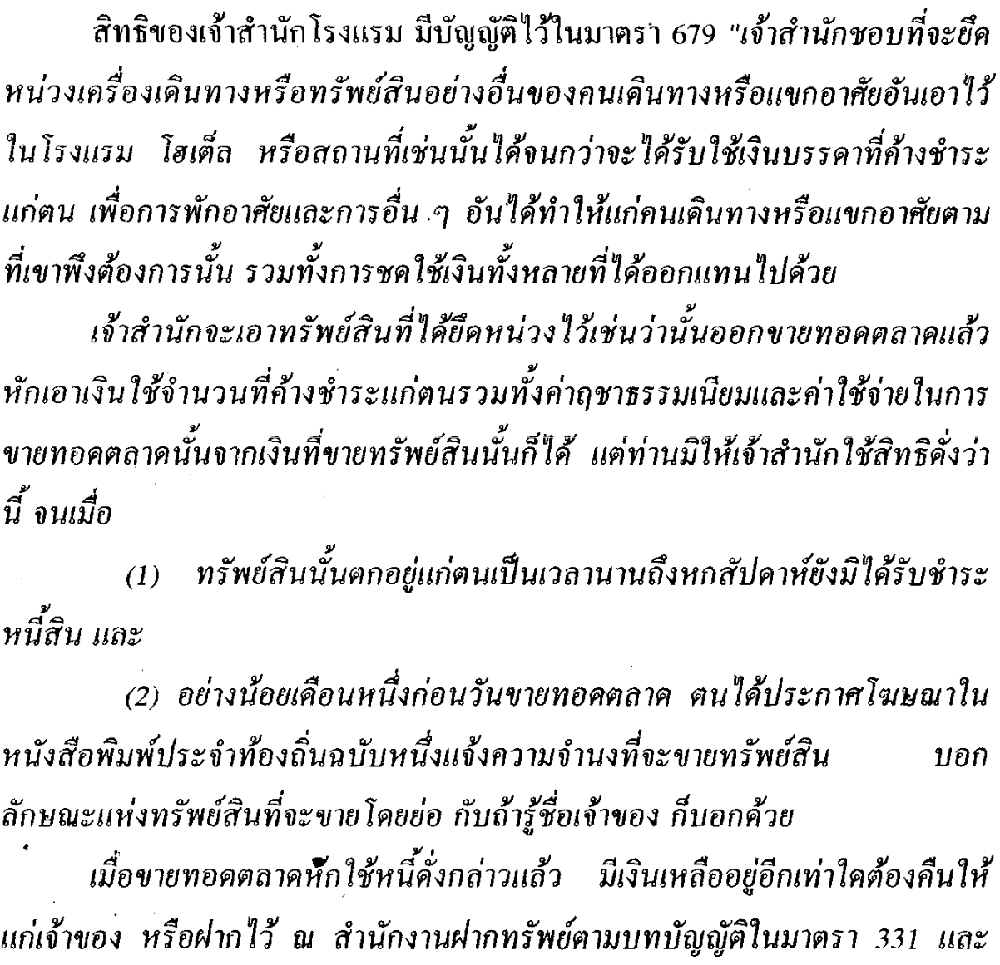 สิทธิของเจ้าสำนักโรงแรม มีบัญญัติไว้ในมาตรา 679 "เจ้าสำนักชอบที่จะยึด
หน่วงเครื่องเดินทางหรือทรัพย์สินอย่างอื่นของคนเดินทางหรือแขกอาศัยอันเอาไว้
ในโรงแรม โฮเต็ล หรือสถานที่เช่นนั้นได้จนกว่าจะได้รับใช้เงินบรรดาที่ค้างชำระ
แก่ตน เพื่อการพักอาศัยและการอื่น ๆ อันได้ทำให้แก่คนเดินทางหรือแขกอาศัยตาม
ที่เขาพึงต้องการนั้น รวมทั้งการชดใช้เงินทั้งหลายที่ได้ออกแทนไปด้วย
เจ้าสำนักจะเอาทรัพย์สินที่ได้ยึดหน่วงไว้เช่นว่านั้นออกขายทอดตลาดแล้ว
หักเอาเงินใช้จำนวนที่ค้างชำระแก่ตนรวมทั้งค่าฤชาธรรมเนียมและค่าใช้จ่ายในการ
ขายทอดตลาดนั้นจากเงินที่ขายทรัพย์สินนั้นก็ได้ แต่ท่านมิให้เจ้าสำนักใช้สิทธิดั่งว่า
นี้ จนเมื่อ
(1) ทรัพย์สินนั้นตกอยู่แก่ตนเป็นเวลานานถึงหกสัปดาห์ยังมิได้รับชำระ
หนี้สิน และ
(2) อย่างน้อยเดือนหนึ่งก่อนวันขายทอดตลาด ตนได้ประกาศโฆษณาใน
หนังสือพิมพ์ประจำท้องถิ่นฉบับหนึ่งแจ้งความจำนงที่จะขายทรัพย์สิน บอก
ลักษณะแห่งทรัพย์สินที่จะขายโดยย่อ กับถ้ารู้ชื่อเจ้าของ ก็บอกด้วย
เมื่อขายทอดตลาดหักใช้หนี้ดั่งกล่าวแล้ว มีเงินเหลืออยู่อีกเท่าใดต้องคืนให้
แก่เจ้าของ หรือฝากไว้ ณ สำนักงานฝากทรัพย์ตามบทบัญญัติในมาตรา 331 และ